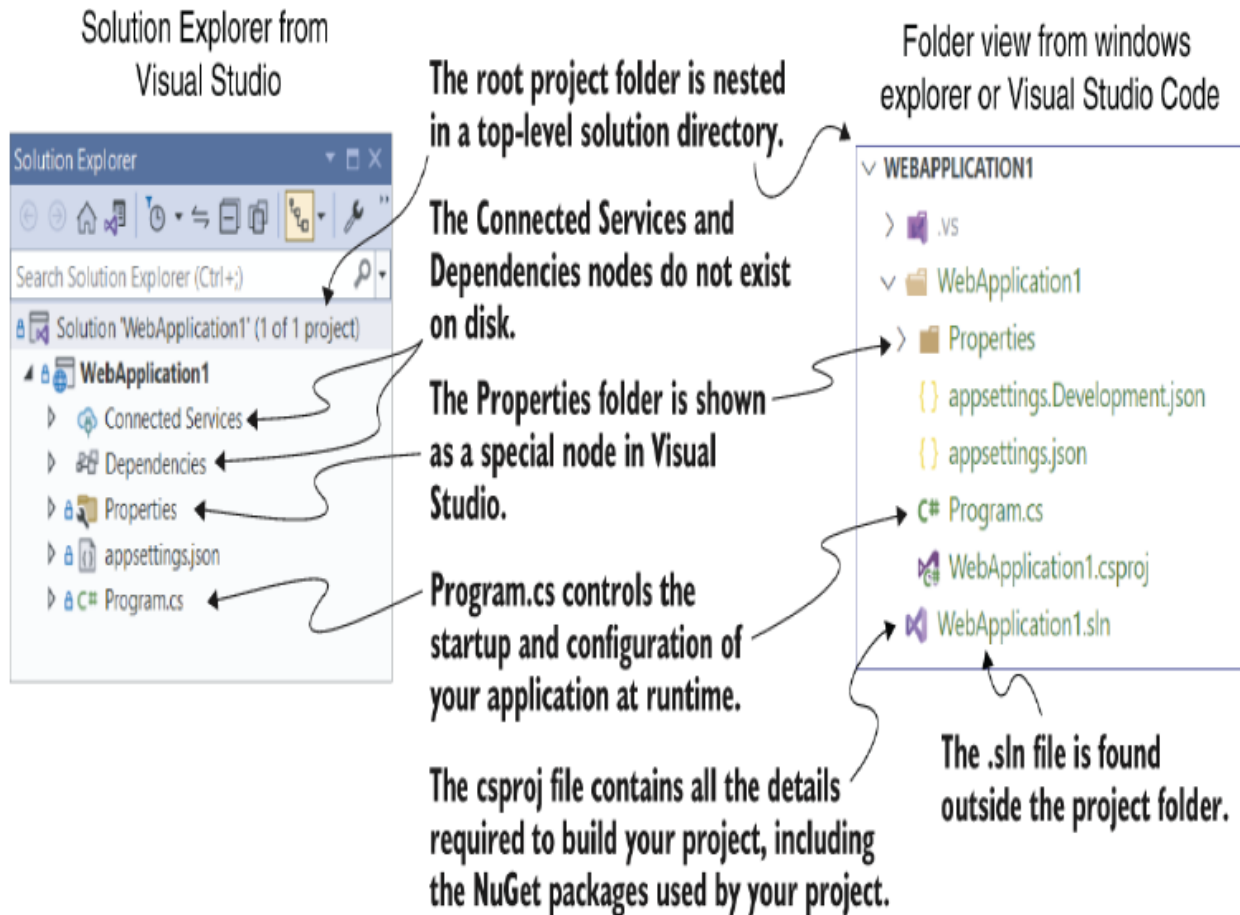 Solution Explorer from
Visual Studio
Solution Explorer
Search Solution Explorer (Ctrl+;)
Solution 'WebApplication1' (1 of 1 project)
WebApplication1
Connected Services
Dependencies
Properties
appsettings.json
C# Program.cs
The root project folder is nested
in a top-level solution directory.
The Connected Services and
Dependencies nodes do not exist
on disk.
The Properties folder is shown
as a special node in Visual
Studio.
Program.cs controls the
startup and configuration of
your application at runtime.
The csproj file contains all the details
required to build your project, including
the NuGet packages used by your project.
Folder view from windows
explorer or Visual Studio Code
WEBAPPLICATION1
.vs
WebApplication1
Properties
{} appsettings.Development.json
{} appsettings.json
C# Program.cs
WebApplication1.csproj
WebApplication1.sln
The .sln file is found
outside the project folder.